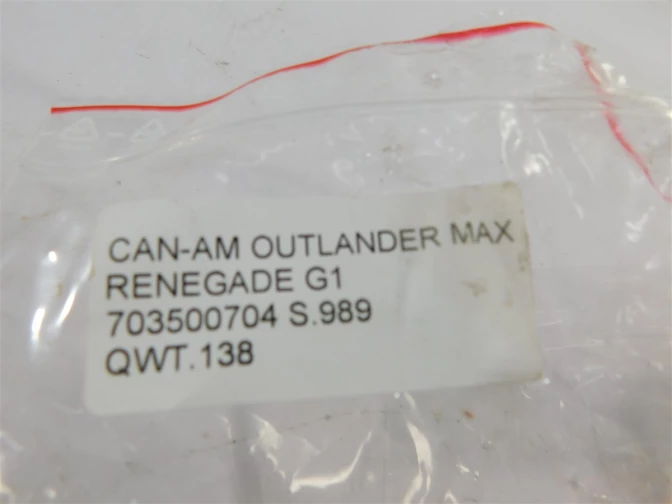 CAN-AM OUTLANDER MAX
RENEGADE G1
703500704 S.989
QWT.138